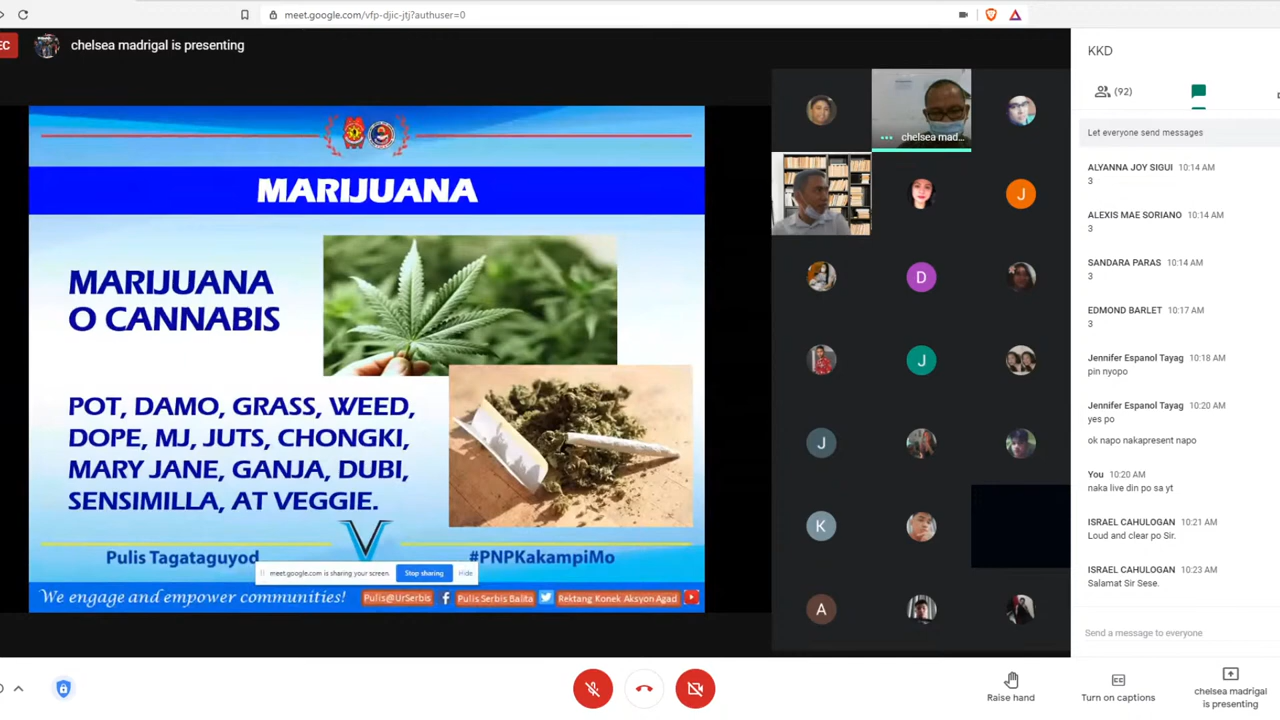 meet.google.com/vfp-djic-jtj?authuser=0
EC
chelsea madrigal is presenting
MARIJUANA
MARIJUANA
O CANNABIS
POT, DAMO, GRASS, WEED,
DOPE, MJ, JUTS, CHONGKI,
MARY JANE, GANJA, DUBI,
SENSIMILLA, AT VEGGIE.
Pulis Tagataguyod
#PNPKakampiMo
meet.google.com is sharing your screen.
Stop sharing
Hide
We engage and empower communities!
Pulis@UrSerbis
Pulis Serbis Balita
Rektang Konek Aksyon Agad
chelsea mad...
J
D
J
J
K
A
KKD
(92)
Let everyone send messages
ALYANNA JOY SIGUI 10:14 AM
3
ALEXIS MAE SORIANO 10:14 AM
3
SANDARA PARAS 10:14 AM
3
EDMOND BARLET 10:17 AM
3
Jennifer Espanol Tayag 10:18 AM
pin nyopo
Jennifer Espanol Tayag 10:20 AM
yes po
ok napo nakapresent napo
You 10:20 AM
naka live din po sa yt
ISRAEL CAHULOGAN 10:21 AM
Loud and clear po Sir.
ISRAEL CAHULOGAN 10:23 AM
Salamat Sir Sese.
Send a message to everyone
Raise hand
Turn on captions
chelsea madrigal
is presenting